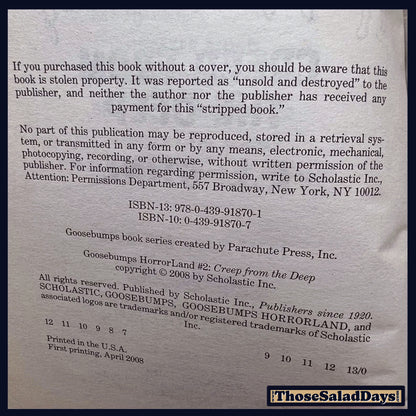 If you purchased this book without a cover, you should be aware that this
book is stolen property. It was reported as “unsold and destroyed” to the
publisher, and neither the author nor the publisher has received any
payment for this “stripped book.”
No part of this publication may be reproduced, stored in a retrieval sys-
tem, or transmitted in any form or by any means, electronic, mechanical,
photocopying, recording, or otherwise, without written permission of the
publisher. For information regarding permission, write to Scholastic Inc.,
Attention: Permissions Department, 557 Broadway, New York, NY 10012.
ISBN-13: 978-0-439-91870-1
ISBN-10: 0-439-91870-7
Goosebumps book series created by Parachute Press, Inc.
Goosebumps HorrorLand #2: Creep from the Deep
copyright © 2008 by Scholastic Inc.
All rights reserved. Published by Scholastic Inc., Publishers since 1920.
SCHOLASTIC, GOOSEBUMPS, GOOSEBUMPS HORRORLAND, and
associated logos are trademarks and/or registered trademarks of Scholastic
Inc.
12 11 10 9 8 7 9 10 11 12 13/0
Printed in the U.S.A.
First printing, April 2008
ThoseSaladDays!